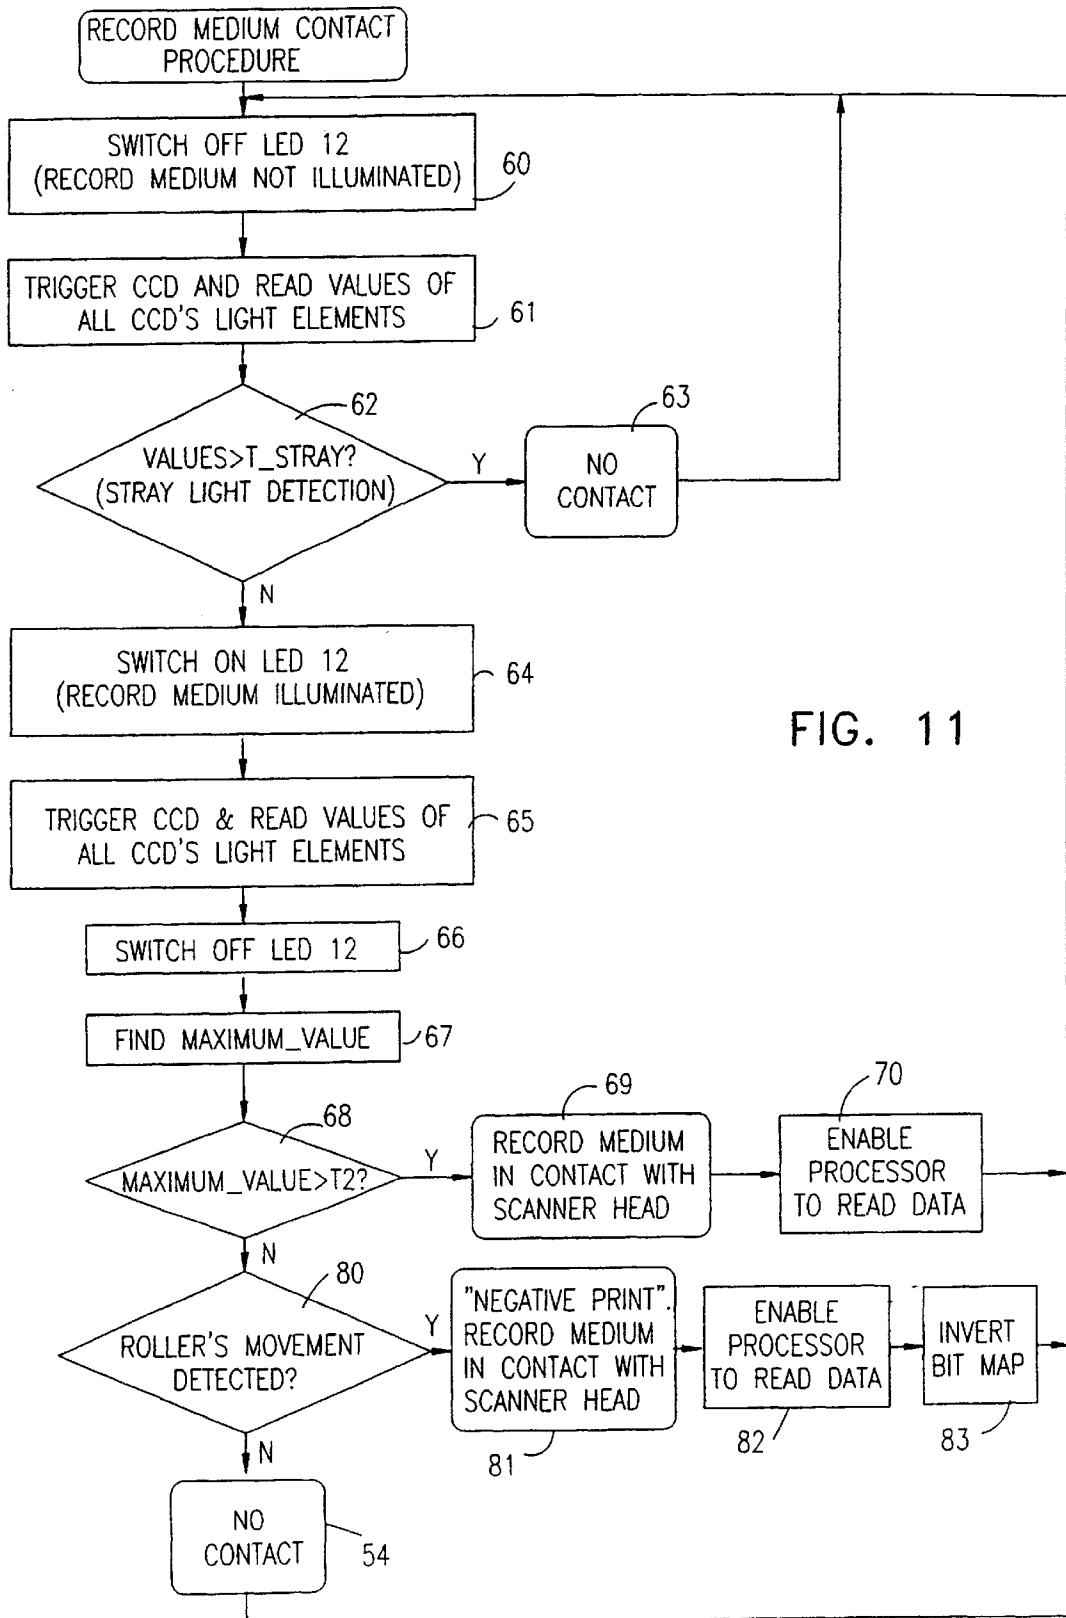 RECORD MEDIUM CONTACT
PROCEDURE
SWITCH OFF LED 12
(RECORD MEDIUM NOT ILLUMINATED)
60
TRIGGER CCD AND READ VALUES OF
ALL CCD'S LIGHT ELEMENTS
61
62
VALUES>T_STRAY?
(STRAY LIGHT DETECTION)
Y
63
NO
CONTACT
N
SWITCH ON LED 12
(RECORD MEDIUM ILLUMINATED)
64
FIG. 11
TRIGGER CCD & READ VALUES OF
ALL CCD'S LIGHT ELEMENTS
65
SWITCH OFF LED 12
66
FIND MAXIMUM_VALUE
67
68
MAXIMUM_VALUE>T2?
Y
69
RECORD MEDIUM
IN CONTACT WITH
SCANNER HEAD
70
ENABLE
PROCESSOR
TO READ DATA
N
80
ROLLER'S MOVEMENT
DETECTED?
Y
"NEGATIVE PRINT".
RECORD MEDIUM
IN CONTACT WITH
SCANNER HEAD
81
ENABLE
PROCESSOR
TO READ DATA
82
INVERT
BIT MAP
83
N
NO
CONTACT
54